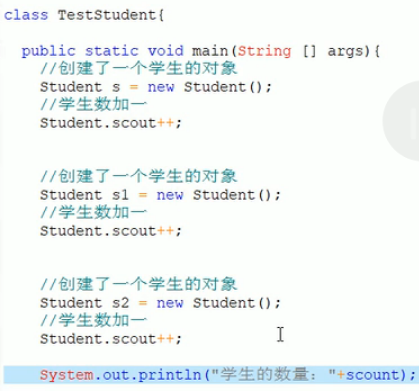 class TestStudent{
public static void main(String [] args){
//创建了一个学生的对象
Student s = new Student();
//学生数加一
Student.scout++;
//创建了一个学生的对象
Student s1 = new Student();
//学生数加一
Student.scout++;
//创建了一个学生的对象
Student s2 = new Student();
//学生数加一
Student.scout++;
System.out.println("学生的数量: "+scount);